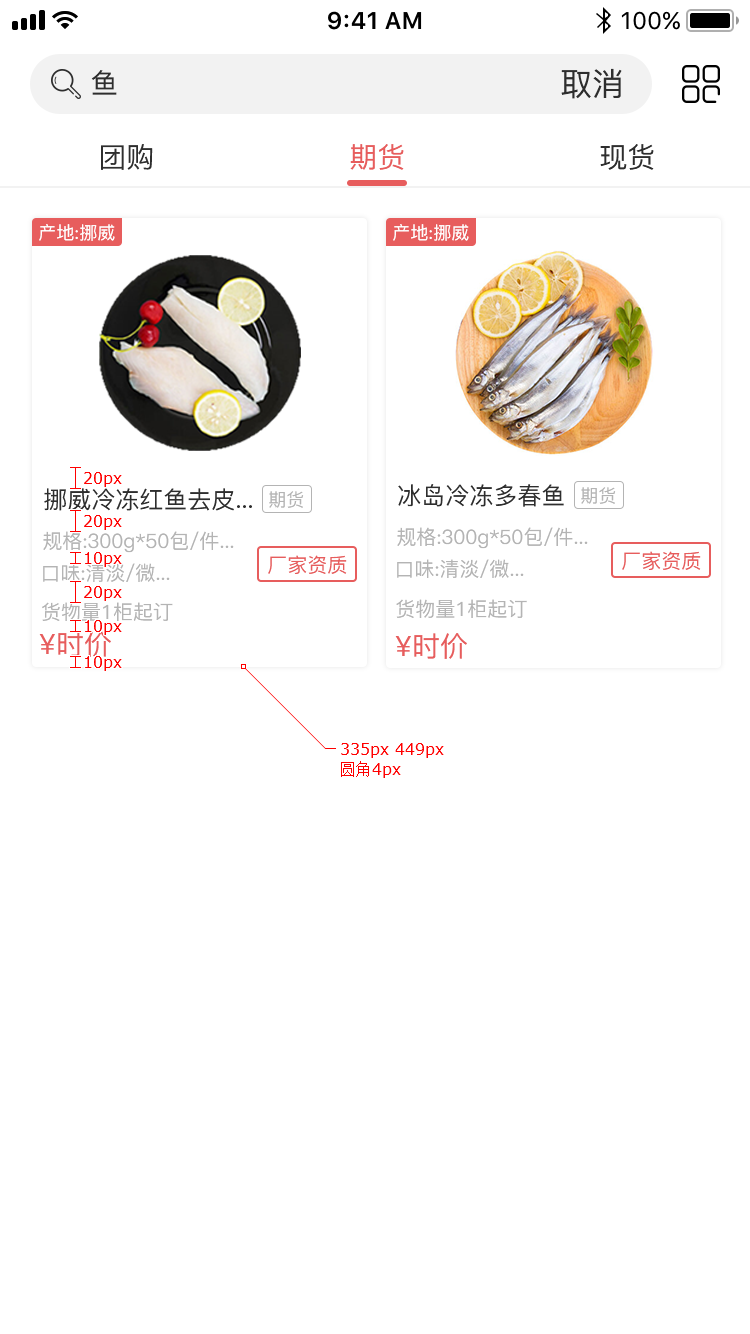 9:41 AM
100%
鱼
取消
团购
期货
现货
产地:挪威
产地:挪威
20px
挪威冷冻红鱼去皮... 期货
20px
规格:300g*50包/件...
10px
口味:清淡/微...
厂家资质
20px
货物量1柜起订
10px
¥时价
10px
冰岛冷冻多春鱼 期货
规格:300g*50包/件...
口味:清淡/微...
厂家资质
货物量1柜起订
¥时价
335px 449px
圆角4px